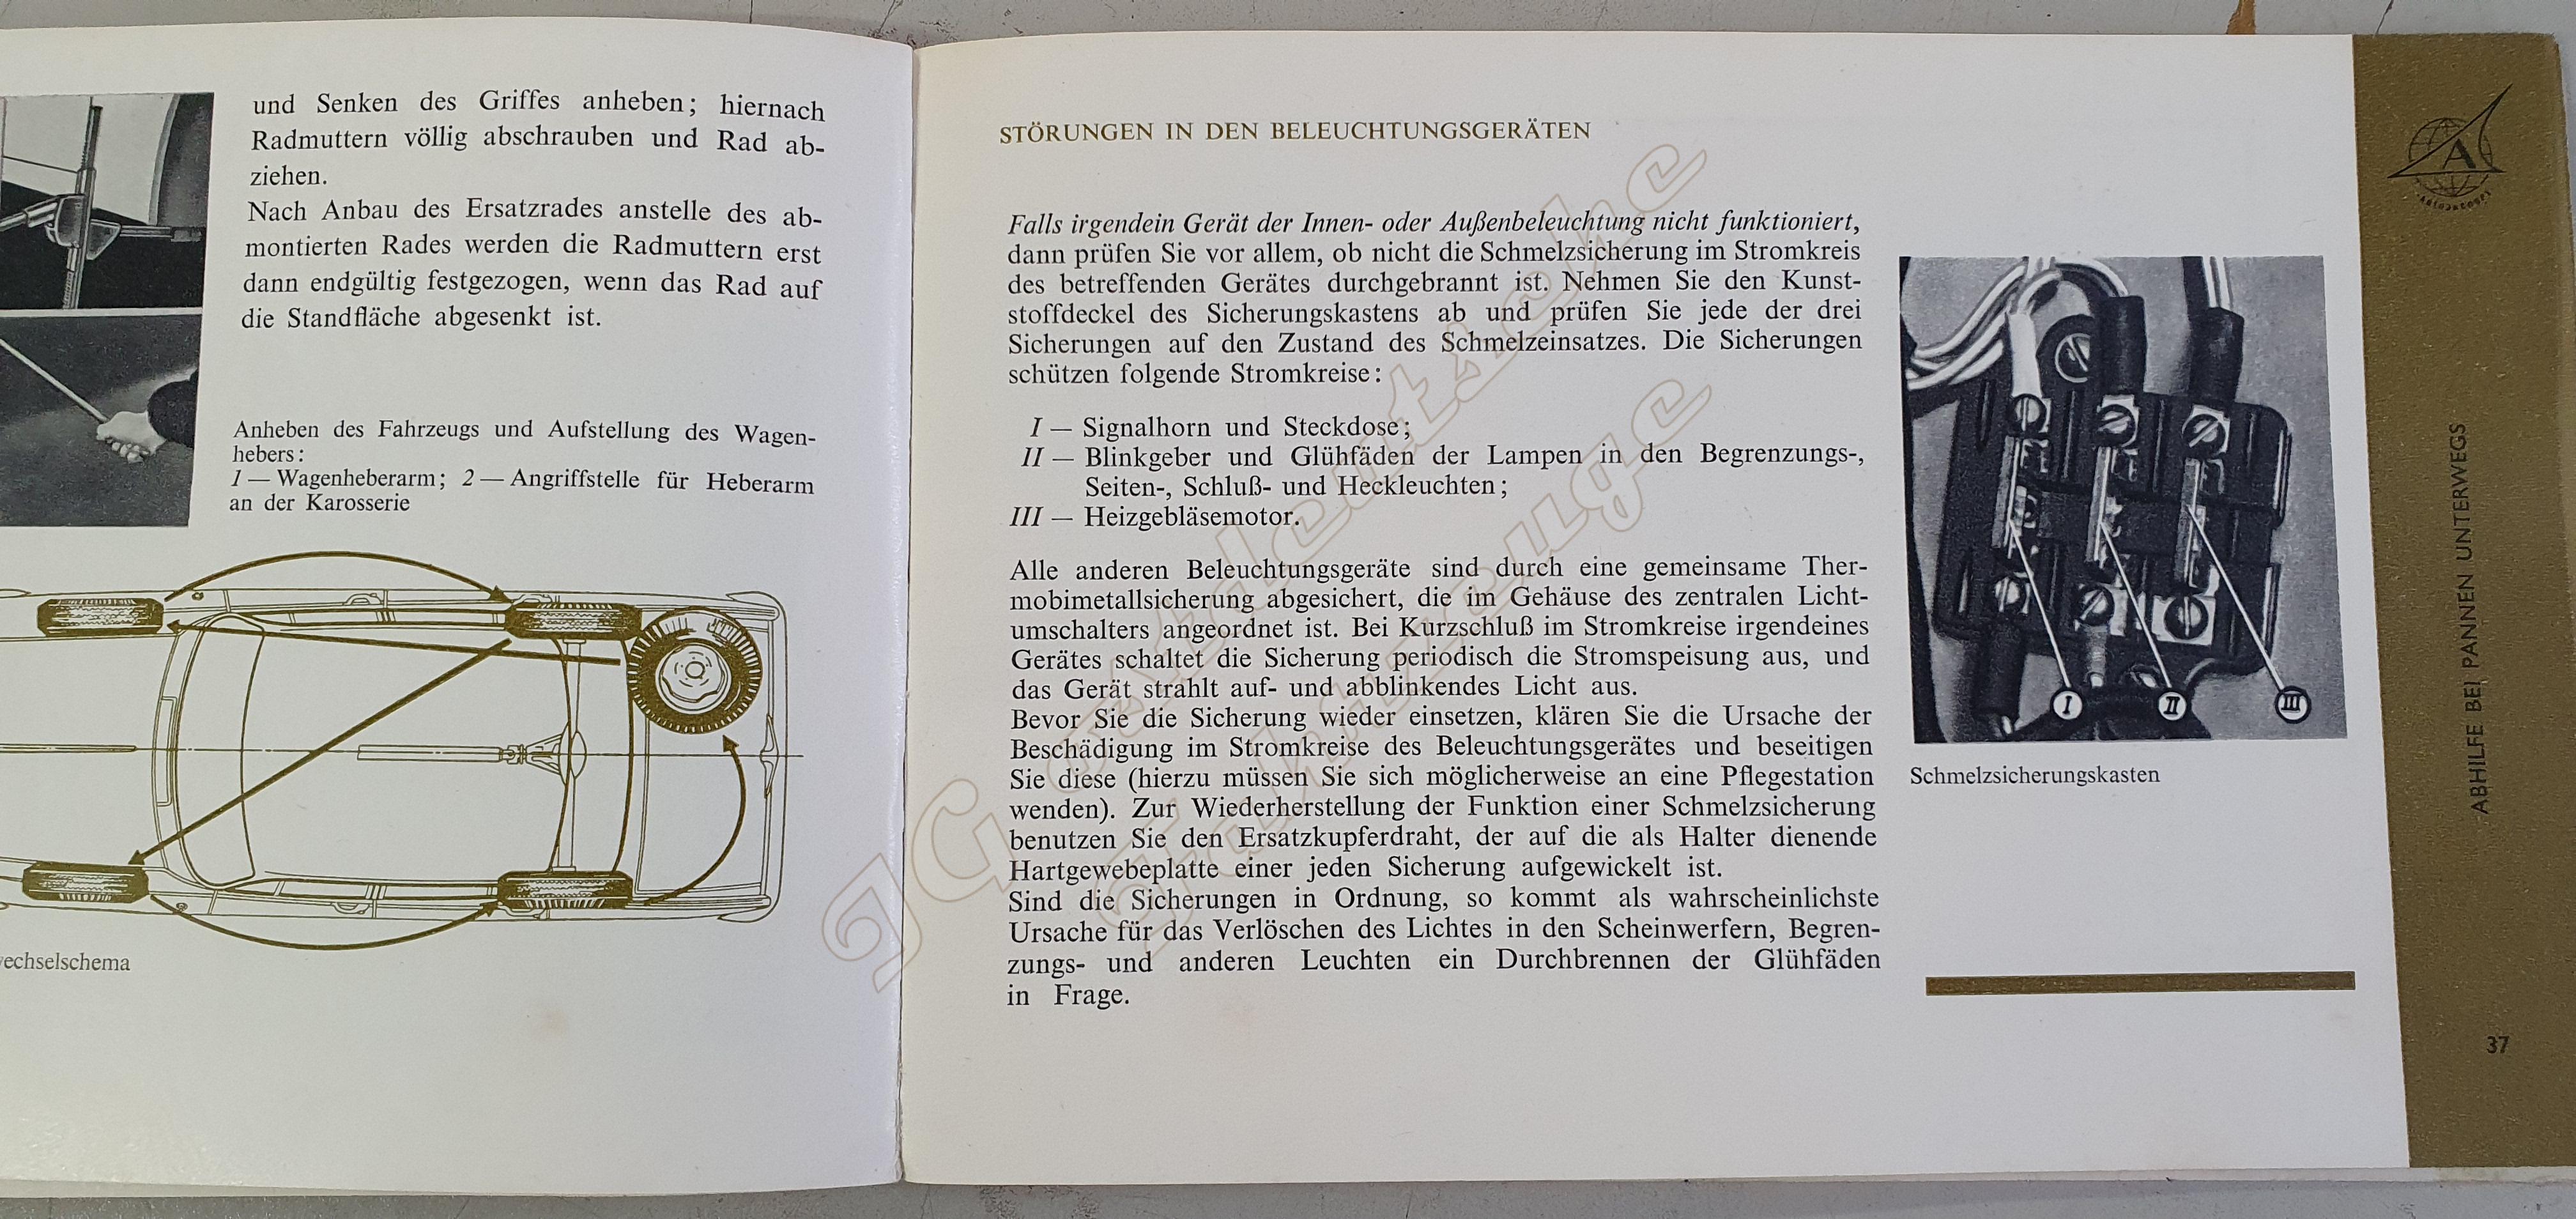 und Senken des Griffes anheben; hiernach
Radmuttern völlig abschrauben und Rad ab-
ziehen.
Nach Anbau des Ersatzrades anstelle des ab-
montierten Rades werden die Radmuttern erst
dann endgültig festgezogen, wenn das Rad auf
die Standfläche abgesenkt ist.
Anheben des Fahrzeugs und Aufstellung des Wagen-
hebers:
1 — Wagenheberarm; 2 — Angriffstelle für Heberarm
an der Karosserie
echselschema
STÖRUNGEN IN DEN BELEUCHTUNGSGERÄTEN
Falls irgendein Gerät der Innen- oder Außenbeleuchtung nicht funktioniert,
dann prüfen Sie vor allem, ob nicht die Schmelzsicherung im Stromkreis
des betreffenden Gerätes durchgebrannt ist. Nehmen Sie den Kunst-
stoffdeckel des Sicherungskastens ab und prüfen Sie jede der drei
Sicherungen auf den Zustand des Schmelzeinsatzes. Die Sicherungen
schützen folgende Stromkreise:
I — Signalhorn und Steckdose;
II — Blinkgeber und Glühfäden der Lampen in den Begrenzungs-,
Seiten-, Schluß- und Heckleuchten;
III — Heizgebläsemotor.
Alle anderen Beleuchtungsgeräte sind durch eine gemeinsame Ther-
mobimetallsicherung abgesichert, die im Gehäuse des zentralen Licht-
umschalters angeordnet ist. Bei Kurzschluß im Stromkreise irgendeines
Gerätes schaltet die Sicherung periodisch die Stromspeisung aus, und
das Gerät strahlt auf- und abblinkendes Licht aus.
Bevor Sie die Sicherung wieder einsetzen, klären Sie die Ursache der
Beschädigung im Stromkreise des Beleuchtungsgerätes und beseitigen
Sie diese (hierzu müssen Sie sich möglicherweise an eine Pflegestation
wenden). Zur Wiederherstellung der Funktion einer Schmelzsicherung
benutzen Sie den Ersatzkupferdraht, der auf die als Halter dienende
Hartgewebeplatte einer jeden Sicherung aufgewickelt ist.
Sind die Sicherungen in Ordnung, so kommt als wahrscheinlichste
Ursache für das Verlöschen des Lichtes in den Scheinwerfern, Begren-
zungs- und anderen Leuchten ein Durchbrennen der Glühfäden
in Frage.
I II III
Schmelzsicherungskasten
A
ABHILFE BEI PANNEN UNTERWEGS
37
IG ostdeutsche
Fahrzeuge